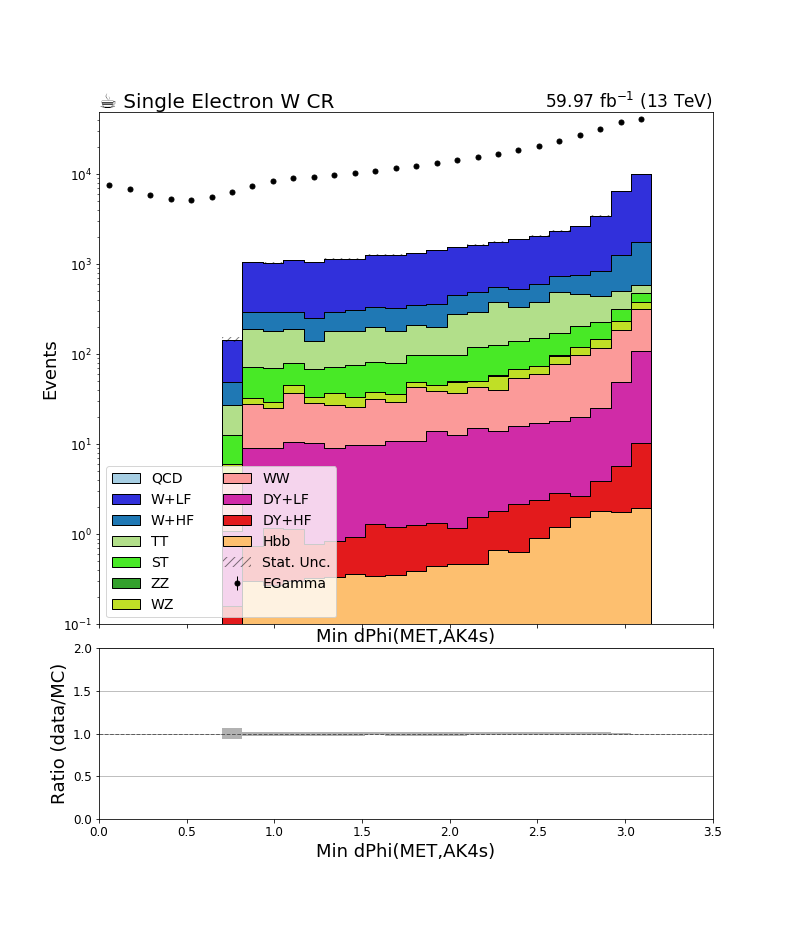 ☕ Single Electron W CR
59.97 fb⁻¹ (13 TeV)
Events
10⁴
10³
10²
10¹
10⁰
10⁻¹
QCD
W+LF
W+HF
TT
ST
ZZ
WZ
WW
DY+LF
DY+HF
Hbb
Stat. Unc.
EGamma
Min dPhi(MET,AK4s)
Ratio (data/MC)
2.0
1.5
1.0
0.5
0.0
0.0 0.5 1.0 1.5 2.0 2.5 3.0 3.5
Min dPhi(MET,AK4s)